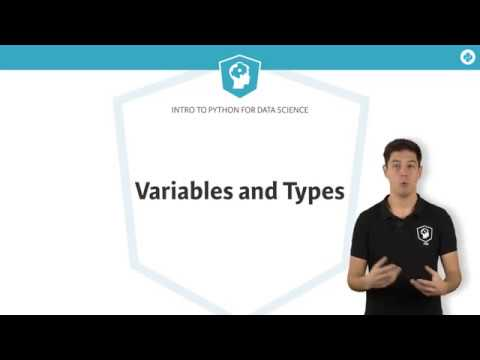 INTRO TO PYTHON FOR DATA SCIENCE
Variables and Types